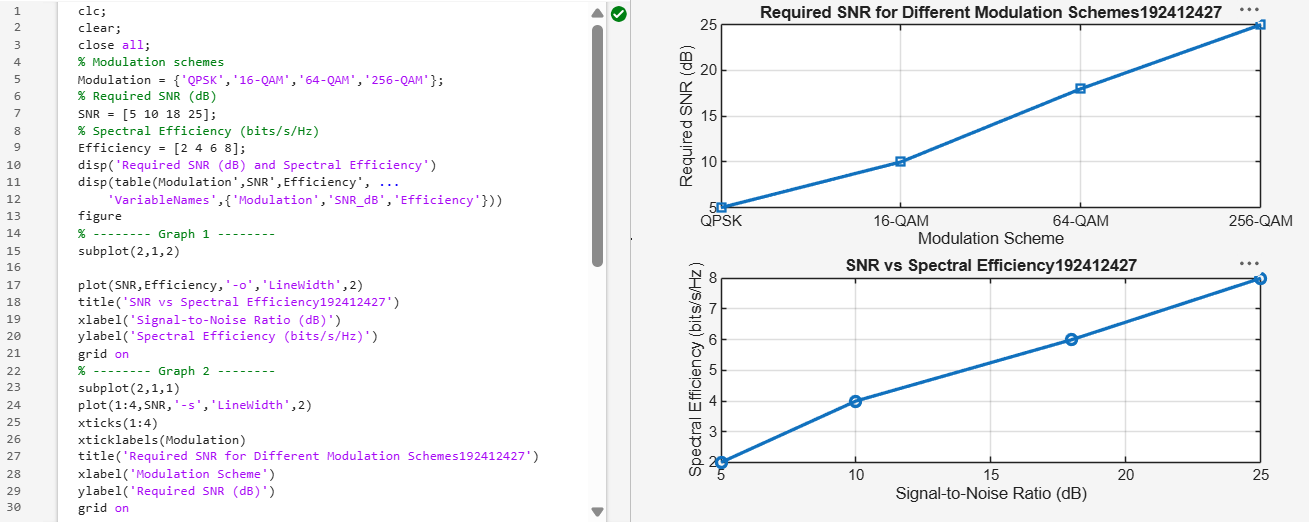 1 clc;
2 clear;
3 close all;
4 % Modulation schemes
5 Modulation = {'QPSK','16-QAM','64-QAM','256-QAM'};
6 % Required SNR (dB)
7 SNR = [5 10 18 25];
8 % Spectral Efficiency (bits/s/Hz)
9 Efficiency = [2 4 6 8];
10 disp('Required SNR (dB) and Spectral Efficiency')
11 disp(table(Modulation',SNR',Efficiency', ...
12 'VariableNames',{'Modulation','SNR_dB','Efficiency'}))
13 figure
14 % -------- Graph 1 --------
15 subplot(2,1,2)
16
17 plot(SNR,Efficiency,'-o','LineWidth',2)
18 title('SNR vs Spectral Efficiency192412427')
19 xlabel('Signal-to-Noise Ratio (dB)')
20 ylabel('Spectral Efficiency (bits/s/Hz)')
21 grid on
22 % -------- Graph 2 --------
23 subplot(2,1,1)
24 plot(1:4,SNR,'-s','LineWidth',2)
25 xticks(1:4)
26 xticklabels(Modulation)
27 title('Required SNR for Different Modulation Schemes192412427')
28 xlabel('Modulation Scheme')
29 ylabel('Required SNR (dB)')
30 grid on
Required SNR for Different Modulation Schemes192412427
Required SNR (dB)
25
20
15
10
5
QPSK 16-QAM 64-QAM 256-QAM
Modulation Scheme
SNR vs Spectral Efficiency192412427
Spectral Efficiency (bits/s/Hz)
8
7
6
5
4
3
2
5 10 15 20 25
Signal-to-Noise Ratio (dB)